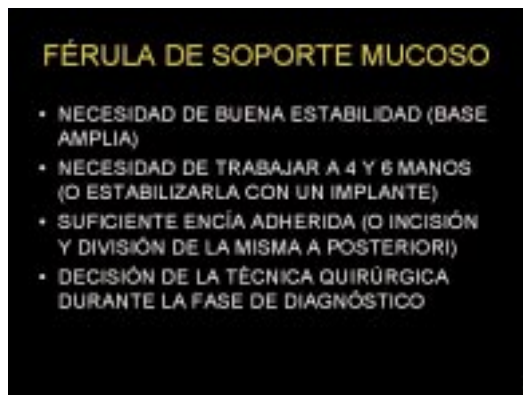 FÉRULA DE SOPORTE MUCOSO
• NECESIDAD DE BUENA ESTABILIDAD (BASE
AMPLIA)
• NECESIDAD DE TRABAJAR A 4 Y 6 MANOS
(O ESTABILIZARLA CON UN IMPLANTE)
• SUFICIENTE ENCÍA ADHERIDA (O INCISIÓN
Y DIVISIÓN DE LA MISMA A POSTERIORI)
• DECISIÓN DE LA TÉCNICA QUIRÚRGICA
DURANTE LA FASE DE DIAGNÓSTICO